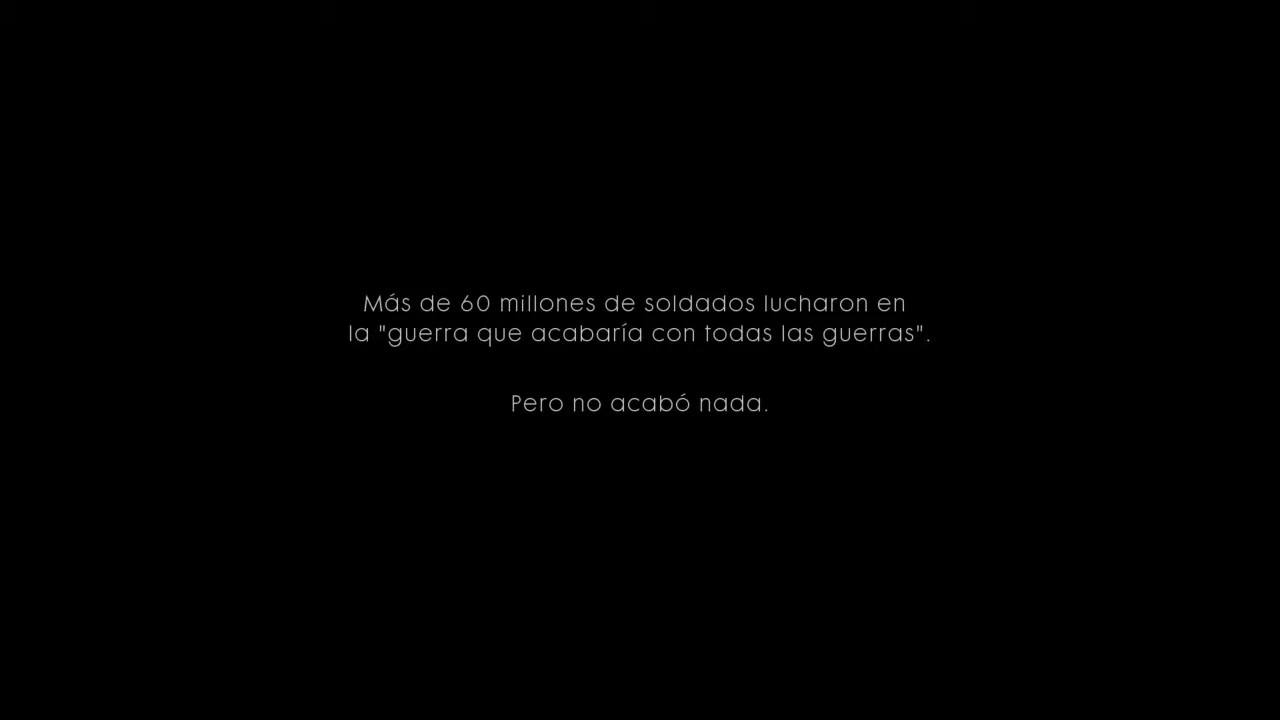 Más de 60 millones de soldados lucharon en
la "guerra que acabaría con todas las guerras".
Pero no acabó nada.